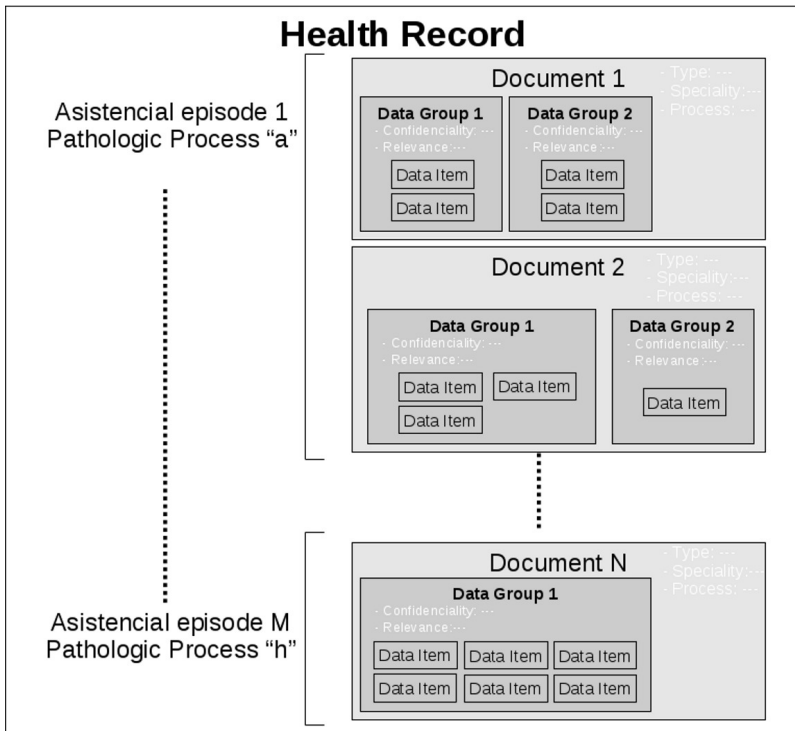 Health Record
Asistencial episode 1
Pathologic Process “a”
Document 1
- Type: ---
- Speciality:---
- Process: ---
Data Group 1
- Confidenciality: ---
- Relevance:---
Data Item
Data Item
Data Group 2
- Confidenciality: ---
- Relevance:---
Data Item
Data Item
Document 2
- Type: ---
- Speciality:---
- Process: ---
Data Group 1
- Confidenciality: ---
- Relevance:---
Data Item
Data Item
Data Item
Data Group 2
- Confidenciality: ---
- Relevance:---
Data Item
Asistencial episode M
Pathologic Process “h”
Document N
- Type: ---
- Speciality:---
- Process: ---
Data Group 1
- Confidenciality: ---
- Relevance:---
Data Item
Data Item
Data Item
Data Item
Data Item
Data Item